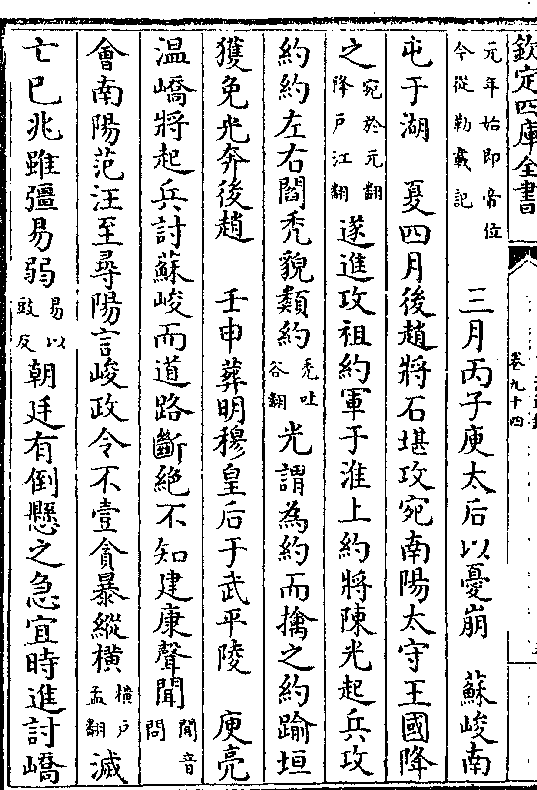 欽定四庫全書 卷九十四
元年始即帝位今從勒載記 三月丙子庾太后以憂崩 蘇峻南
屯于湖 夏四月後趙將石堪攻宛南陽太守王國降
之宛於元翻降戶江翻遂進攻祖約軍于淮上約將陳光起兵攻
約約左右閻禿貌類約禿吐谷翻光謂為約而擒之約踰垣
獲免光奔後趙 壬申葬明穆皇后于武平陵 庾亮
温嶠將起兵討蘇峻而道路斷絕不知建康聲聞聞音問
會南陽范汪至尋陽言峻政令不壹貪暴縱橫橫戶孟翻滅
亡已兆雖彊易弱易以豉反朝廷有倒懸之急宜時進討嶠